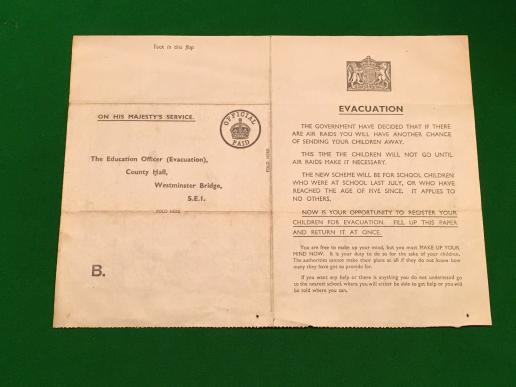 Tuck in this flap
ON HIS MAJESTY'S SERVICE.
OFFICIAL
PAID
The Education Officer (Evacuation),
County Hall,
Westminster Bridge,
S.E.1.
FOLD HERE
FOLD HERE
B.
EVACUATION
THE GOVERNMENT HAVE DECIDED THAT IF THERE
ARE AIR RAIDS YOU WILL HAVE ANOTHER CHANCE
OF SENDING YOUR CHILDREN AWAY.
THIS TIME THE CHILDREN WILL NOT GO UNTIL
AIR RAIDS MAKE IT NECESSARY.
THE NEW SCHEME WILL BE FOR SCHOOL CHILDREN
WHO WERE AT SCHOOL LAST JULY, OR WHO HAVE
REACHED THE AGE OF FIVE SINCE. IT APPLIES TO
NO OTHERS.
NOW IS YOUR OPPORTUNITY TO REGISTER YOUR
CHILDREN FOR EVACUATION. FILL UP THIS PAPER
AND RETURN IT AT ONCE.
You are free to make up your mind, but you must MAKE UP YOUR
MIND NOW. It is your duty to do so for the sake of your children.
The authorities cannot make their plans at all if they do not know how
many they have got to provide for.
If you want any help or there is anything you do not understand go
to the nearest school, where you will either be able to get help or you will
be told where you can.